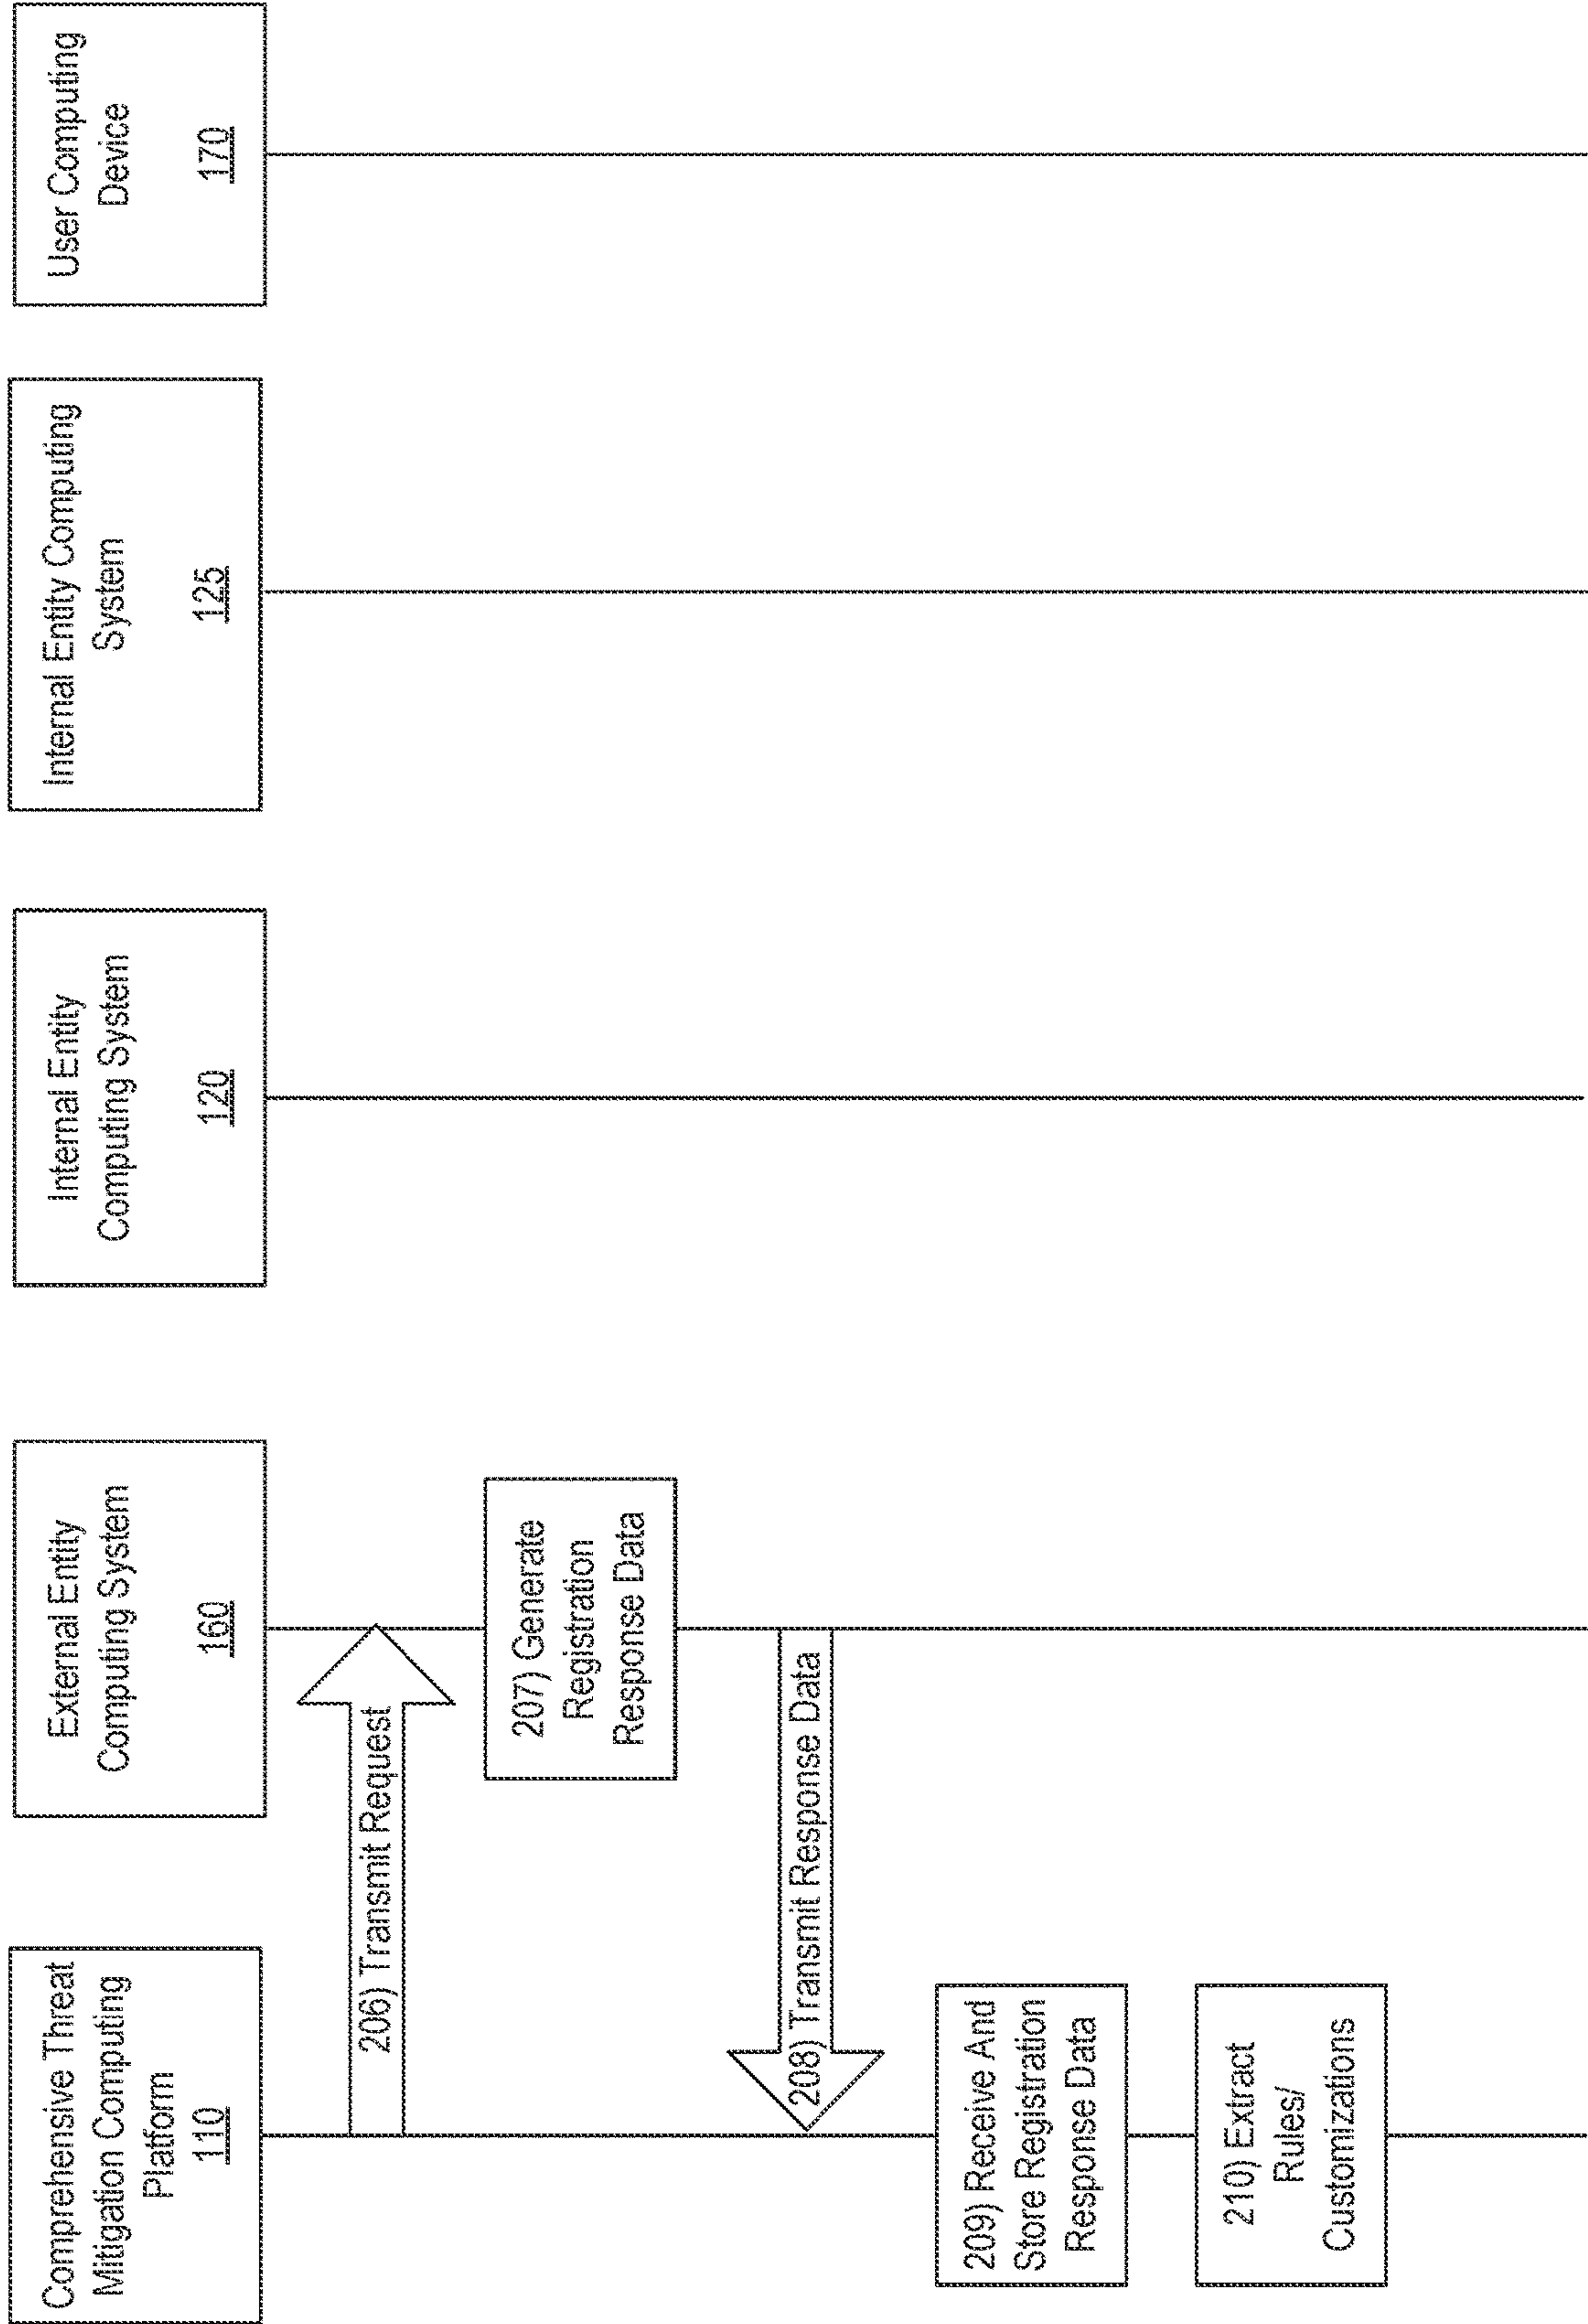 Comprehensive Threat
Mitigation Computing
Platform
110
External Entity
Computing System
160
Internal Entity
Computing System
120
Internal Entity Computing
System
125
User Computing
Device
170
206) Transmit Request
207) Generate
Registration
Response Data
208) Transmit Response Data
209) Receive And
Store Registration
Response Data
210) Extract
Rules/
Customizations